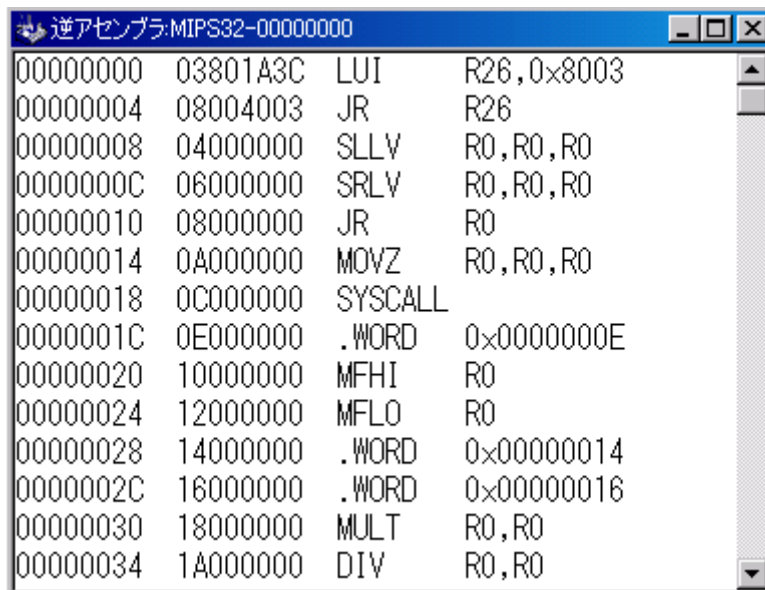 逆アセンブラ:MIPS32-00000000
00000000 03801A3C LUI R26,0x8003
00000004 08004003 JR R26
00000008 04000000 SLLV R0,R0,R0
0000000C 06000000 SRLV R0,R0,R0
00000010 08000000 JR R0
00000014 0A000000 MOVZ R0,R0,R0
00000018 0C000000 SYSCALL
0000001C 0E000000 .WORD 0x0000000E
00000020 10000000 MFHI R0
00000024 12000000 MFLO R0
00000028 14000000 .WORD 0x00000014
0000002C 16000000 .WORD 0x00000016
00000030 18000000 MULT R0,R0
00000034 1A000000 DIV R0,R0